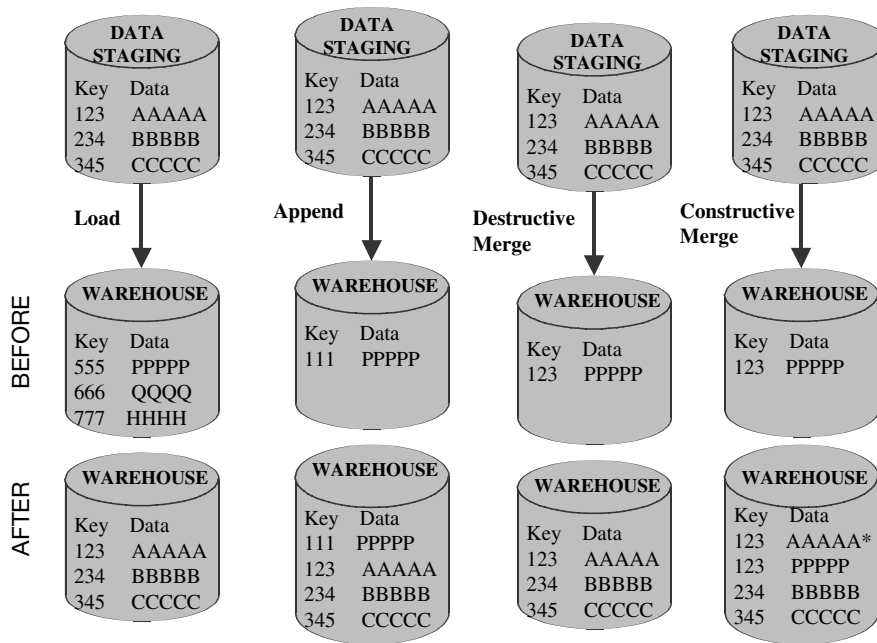 DATA
STAGING
Key Data
123 AAAAA
234 BBBBB
345 CCCCC
DATA
STAGING
Key Data
123 AAAAA
234 BBBBB
345 CCCCC
DATA
STAGING
Key Data
123 AAAAA
234 BBBBB
345 CCCCC
DATA
STAGING
Key Data
123 AAAAA
234 BBBBB
345 CCCCC
Load
Append
Destructive
Merge
Constructive
Merge
BEFORE
WAREHOUSE
Key Data
555 PPPPP
666 QQQQ
777 HHHH
WAREHOUSE
Key Data
111 PPPPP
WAREHOUSE
Key Data
123 PPPPP
WAREHOUSE
Key Data
123 PPPPP
AFTER
WAREHOUSE
Key Data
123 AAAAA
234 BBBBB
345 CCCCC
WAREHOUSE
Key Data
111 PPPPP
123 AAAAA
234 BBBBB
345 CCCCC
WAREHOUSE
Key Data
123 AAAAA
234 BBBBB
345 CCCCC
WAREHOUSE
Key Data
123 AAAAA*
123 PPPPP
234 BBBBB
345 CCCCC